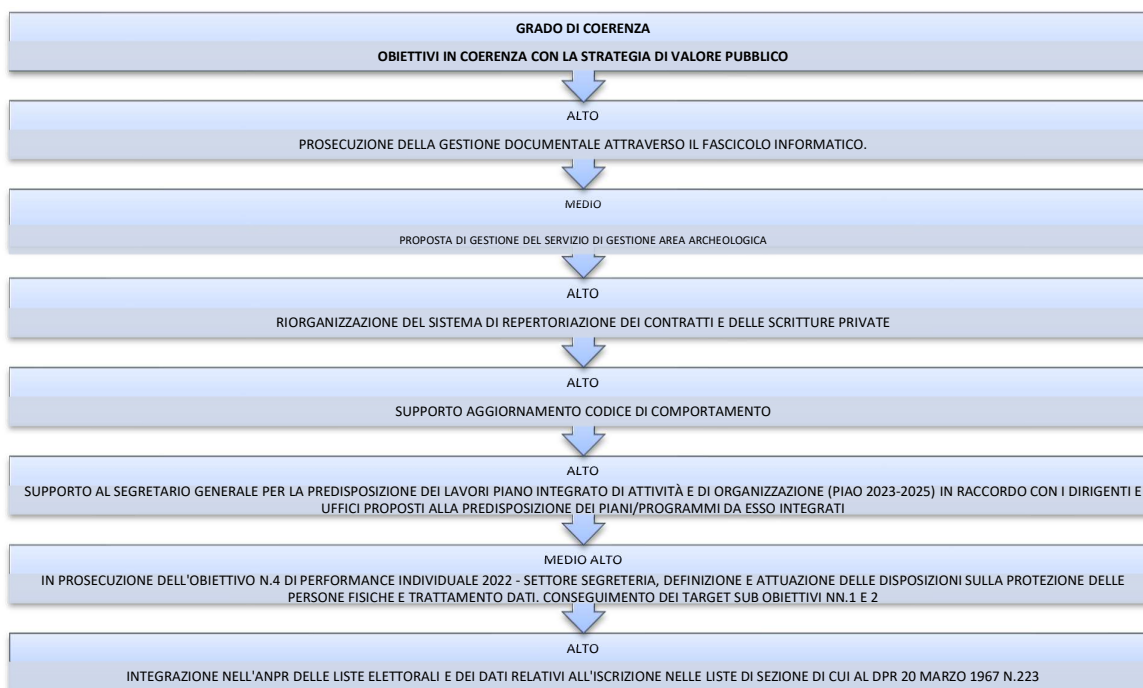 GRADO DI COERENZA
OBIETTIVI IN COERENZA CON LA STRATEGIA DI VALORE PUBBLICO
ALTO
PROSECUZIONE DELLA GESTIONE DOCUMENTALE ATTRAVERSO IL FASCICOLO INFORMATICO.
MEDIO
PROPOSTA DI GESTIONE DEL SERVIZIO DI GESTIONE AREA ARCHEOLOGICA
ALTO
RIORGANIZZAZIONE DEL SISTEMA DI REPERTORIAZIONE DEI CONTRATTI E DELLE SCRITTURE PRIVATE
ALTO
SUPPORTO AGGIORNAMENTO CODICE DI COMPORTAMENTO
ALTO
SUPPORTO AL SEGRETARIO GENERALE PER LA PREDISPOSIZIONE DEI LAVORI PIANO INTEGRATO DI ATTIVITÀ E DI ORGANIZZAZIONE (PIAO 2023-2025) IN RACCORDO CON I DIRIGENTI E
UFFICI PROPOSTI ALLA PREDISPOSIZIONE DEI PIANI/PROGRAMMI DA ESSO INTEGRATI
MEDIO ALTO
IN PROSECUZIONE DELL'OBIETTIVO N.4 DI PERFORMANCE INDIVIDUALE 2022 - SETTORE SEGRETERIA, DEFINIZIONE E ATTUAZIONE DELLE DISPOSIZIONI SULLA PROTEZIONE DELLE
PERSONE FISICHE E TRATTAMENTO DATI. CONSEGUIMENTO DEI TARGET SUB OBIETTIVI NN.1 E 2
ALTO
INTEGRAZIONE NELL'ANPR DELLE LISTE ELETTORALI E DEI DATI RELATIVI ALL'ISCRIZIONE NELLE LISTE DI SEZIONE DI CUI AL DPR 20 MARZO 1967 N.223